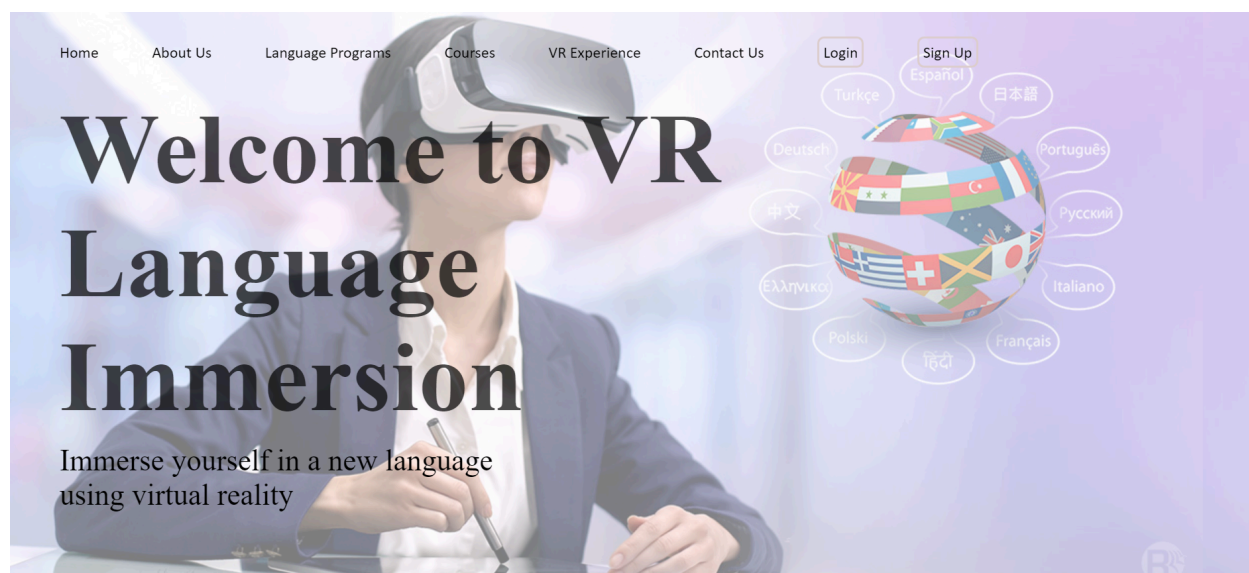 Home About Us Language Programs Courses VR Experience Contact Us Login Sign Up
Welcome to VR
Language
Immersion
Immerse yourself in a new language
using virtual reality
Español
Turkçe
日本語
Deutsch
Português
中文
Русский
Ελληνικα
Italiano
Polski
Français
हिंदी